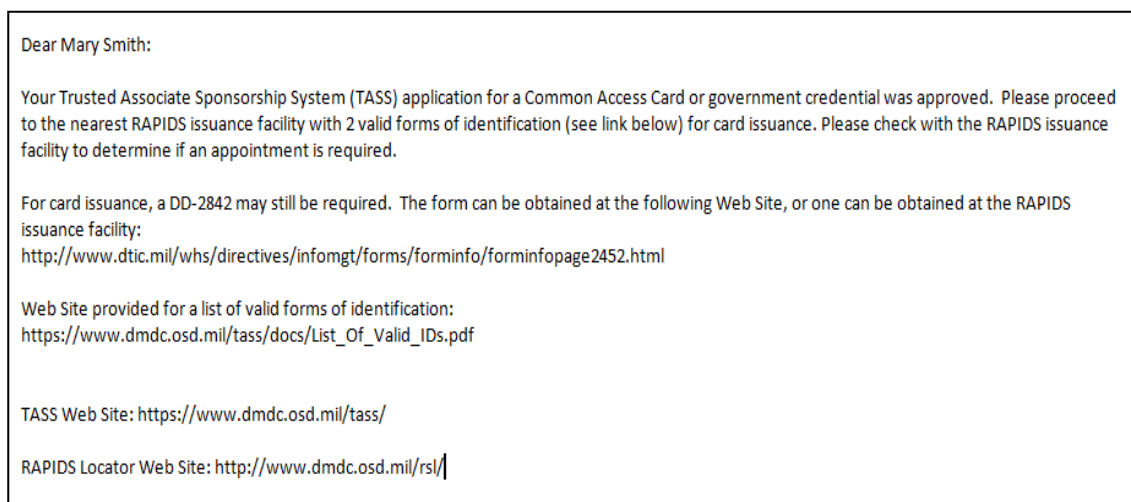 Dear Mary Smith:
Your Trusted Associate Sponsorship System (TASS) application for a Common Access Card or government credential was approved.  Please proceed
to the nearest RAPIDS issuance facility with 2 valid forms of identification (see link below) for card issuance. Please check with the RAPIDS issuance
facility to determine if an appointment is required.
For card issuance, a DD-2842 may still be required.  The form can be obtained at the following Web Site, or one can be obtained at the RAPIDS
issuance facility:
http://www.dtic.mil/whs/directives/infomgt/forms/forminfo/forminfopage2452.html
Web Site provided for a list of valid forms of identification:
https://www.dmdc.osd.mil/tass/docs/List_Of_Valid_IDs.pdf
TASS Web Site: https://www.dmdc.osd.mil/tass/
RAPIDS Locator Web Site: http://www.dmdc.osd.mil/rsl/